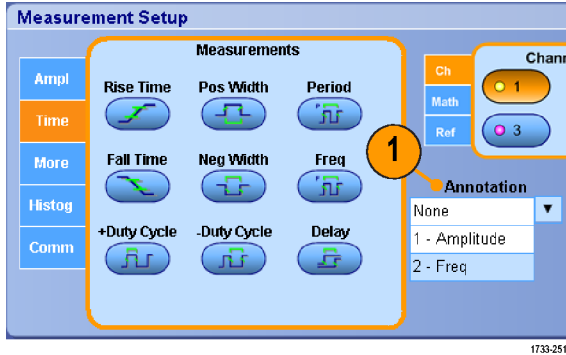 Measurement Setup
Measurements
Ampl
Time
More
Histog
Comm
Rise Time
Pos Width
Period
Fall Time
Neg Width
Freq
+Duty Cycle
-Duty Cycle
Delay
Ch
Math
Ref
Chann
1
3
1
Annotation
None
1 - Amplitude
2 - Freq
1733-251